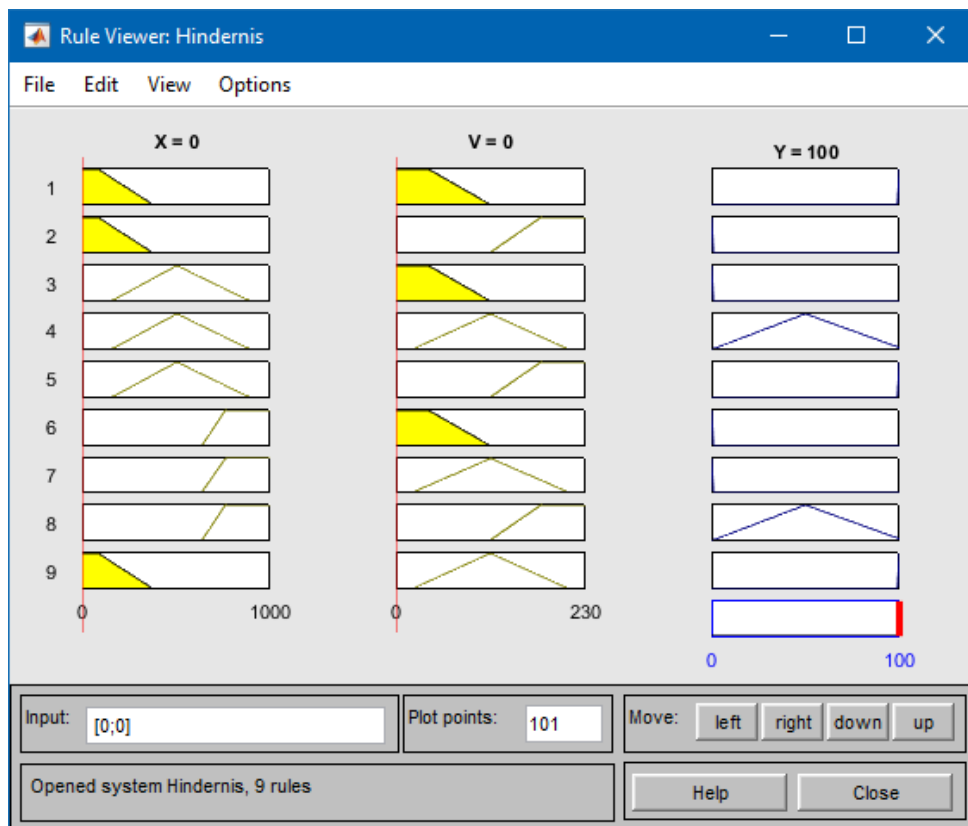 Rule Viewer: Hindernis
File Edit View Options
X = 0 V = 0 Y = 100
1
2
3
4
5
6
7
8
9
0 1000 0 230
0 100
Input: [0;0] Plot points: 101 Move: left right down up
Opened system Hindernis, 9 rules Help Close